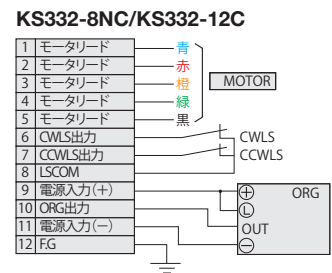 KS332-8NC/KS332-12C
1 モータリード 青
2 モータリード 赤
3 モータリード 橙
4 モータリード 緑
5 モータリード 黒
MOTOR
6 CWLS出力 CWLS
7 CCWLS出力 CCWLS
8 LSCOM
9 電源入力(+) ⊕ ORG
10 ORG出力 Ⓛ
OUT
11 電源入力(−) ⊖
12 F.G